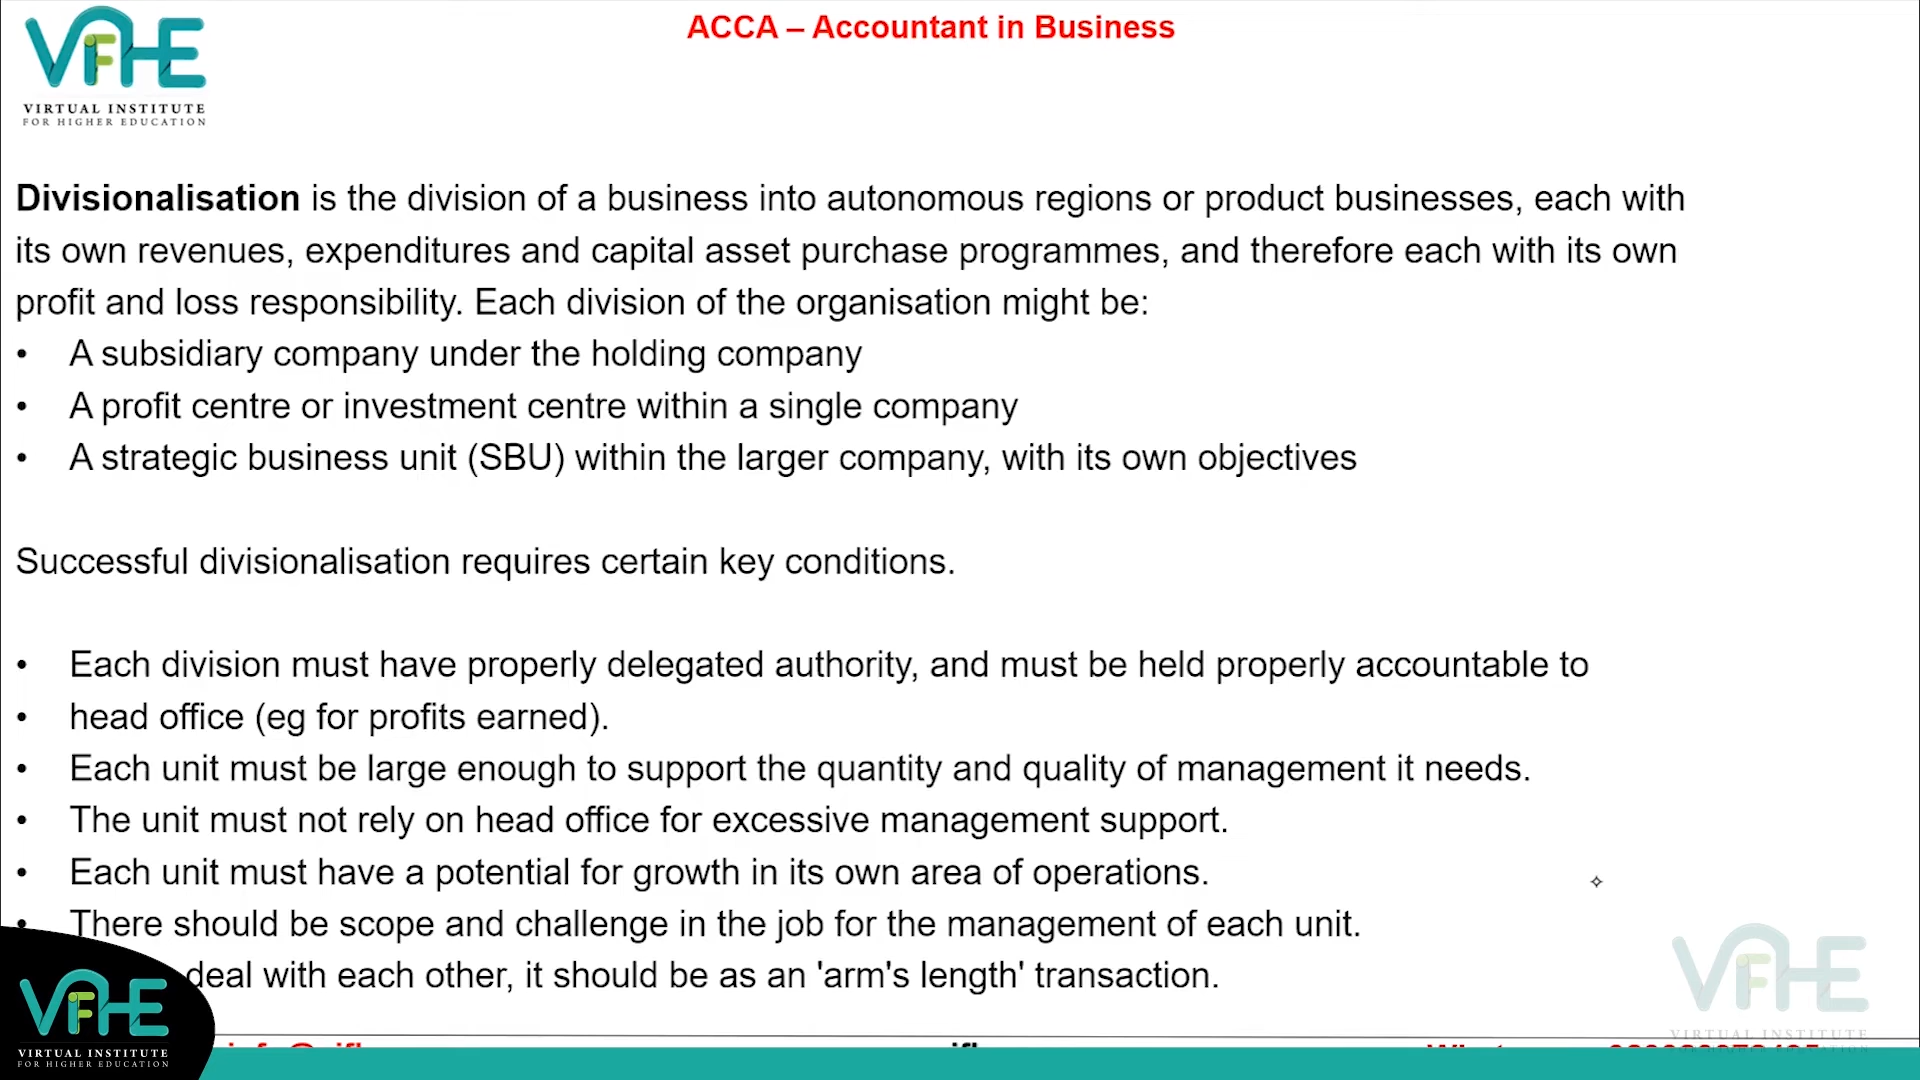 VIFHE
VIRTUAL INSTITUTE
FOR HIGHER EDUCATION
ACCA – Accountant in Business
Divisionalisation is the division of a business into autonomous regions or product businesses, each with
its own revenues, expenditures and capital asset purchase programmes, and therefore each with its own
profit and loss responsibility. Each division of the organisation might be:
• A subsidiary company under the holding company
• A profit centre or investment centre within a single company
• A strategic business unit (SBU) within the larger company, with its own objectives
Successful divisionalisation requires certain key conditions.
• Each division must have properly delegated authority, and must be held properly accountable to
• head office (eg for profits earned).
• Each unit must be large enough to support the quantity and quality of management it needs.
• The unit must not rely on head office for excessive management support.
• Each unit must have a potential for growth in its own area of operations.
• There should be scope and challenge in the job for the management of each unit.
deal with each other, it should be as an 'arm's length' transaction.
VIFHE
VIRTUAL INSTITUTE
FOR HIGHER EDUCATION
VIFHE
VIRTUAL INSTITUTE